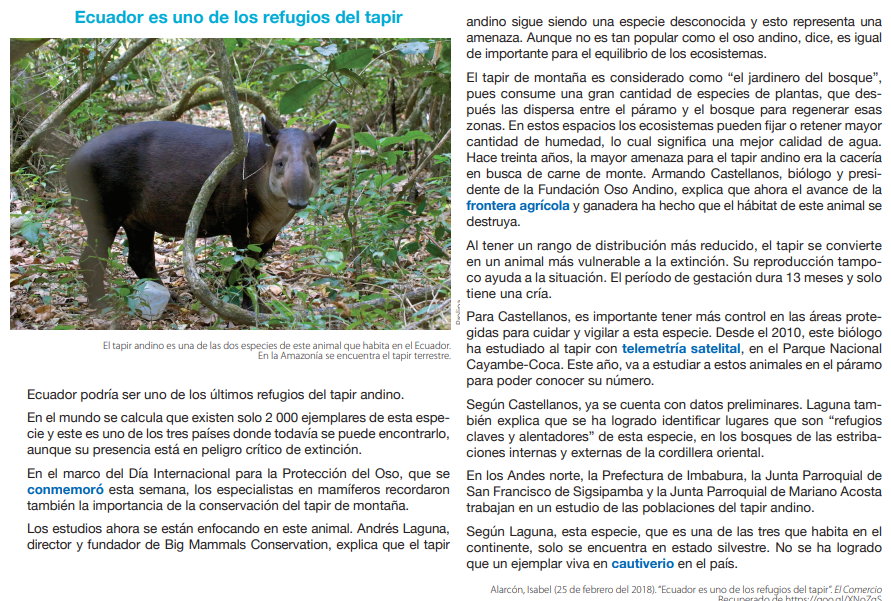 Ecuador es uno de los refugios del tapir
El tapir andino es una de las dos especies de este animal que habita en el Ecuador.
En la Amazonía se encuentra el tapir terrestre.
Ecuador podría ser uno de los últimos refugios del tapir andino.
En el mundo se calcula que existen solo 2 000 ejemplares de esta espe-
cie y este es uno de los tres países donde todavía se puede encontrarlo,
aunque su presencia está en peligro crítico de extinción.
En el marco del Día Internacional para la Protección del Oso, que se
conmemoró esta semana, los especialistas en mamíferos recordaron
también la importancia de la conservación del tapir de montaña.
Los estudios ahora se están enfocando en este animal. Andrés Laguna,
director y fundador de Big Mammals Conservation, explica que el tapir
andino sigue siendo una especie desconocida y esto representa una
amenaza. Aunque no es tan popular como el oso andino, dice, es igual
de importante para el equilibrio de los ecosistemas.
El tapir de montaña es considerado como “el jardinero del bosque”,
pues consume una gran cantidad de especies de plantas, que des-
pués las dispersa entre el páramo y el bosque para regenerar esas
zonas. En estos espacios los ecosistemas pueden fijar o retener mayor
cantidad de humedad, lo cual significa una mejor calidad de agua.
Hace treinta años, la mayor amenaza para el tapir andino era la cacería
en busca de carne de monte. Armando Castellanos, biólogo y presi-
dente de la Fundación Oso Andino, explica que ahora el avance de la
frontera agrícola y ganadera ha hecho que el hábitat de este animal se
destruya.
Al tener un rango de distribución más reducido, el tapir se convierte
en un animal más vulnerable a la extinción. Su reproducción tampo-
co ayuda a la situación. El período de gestación dura 13 meses y solo
tiene una cría.
Para Castellanos, es importante tener más control en las áreas prote-
gidas para cuidar y vigilar a esta especie. Desde el 2010, este biólogo
ha estudiado al tapir con telemetría satelital, en el Parque Nacional
Cayambe-Coca. Este año, va a estudiar a estos animales en el páramo
para poder conocer su número.
Según Castellanos, ya se cuenta con datos preliminares. Laguna tam-
bién explica que se ha logrado identificar lugares que son “refugios
claves y alentadores” de esta especie, en los bosques de las estriba-
ciones internas y externas de la cordillera oriental.
En los Andes norte, la Prefectura de Imbabura, la Junta Parroquial de
San Francisco de Sigsipamba y la Junta Parroquial de Mariano Acosta
trabajan en un estudio de las poblaciones del tapir andino.
Según Laguna, esta especie, que es una de las tres que habita en el
continente, solo se encuentra en estado silvestre. No se ha logrado
que un ejemplar viva en cautiverio en el país.
Alarcón, Isabel (25 de febrero del 2018). “Ecuador es uno de los refugios del tapir”. El Comercio
Recuperado de